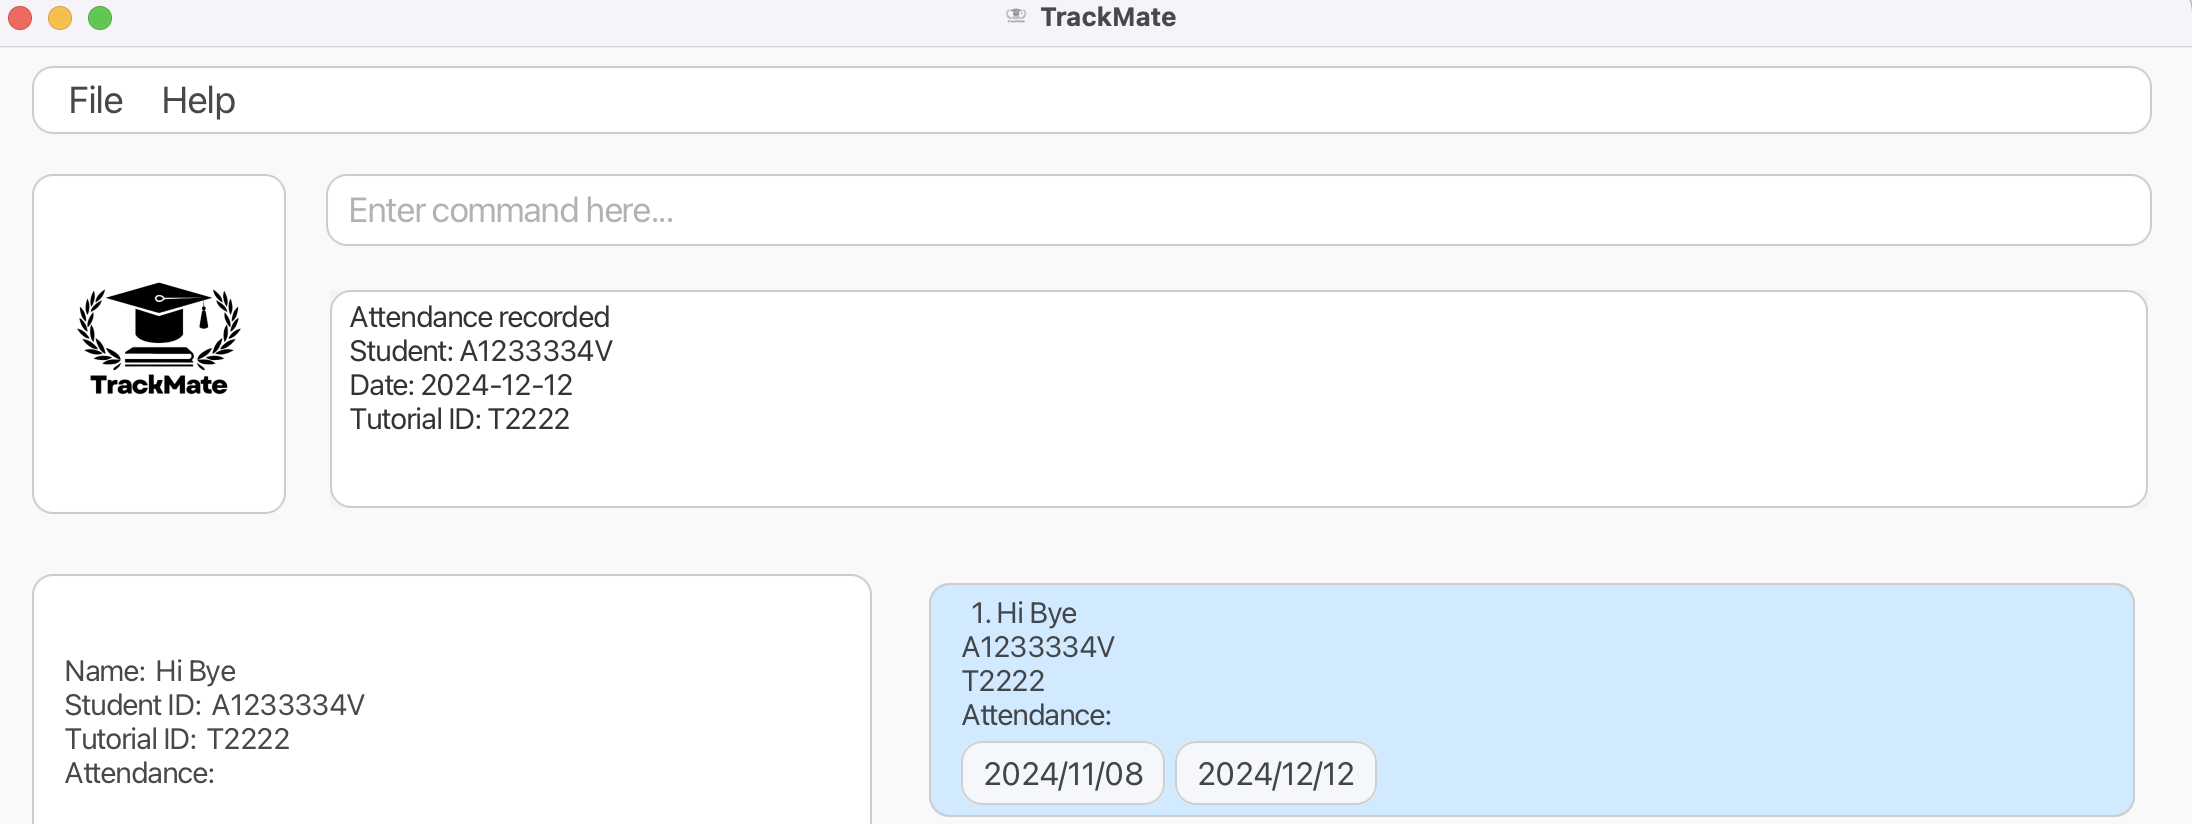 TrackMate
File Help
Enter command here...
TrackMate
Attendance recorded
Student: A1233334V
Date: 2024-12-12
Tutorial ID: T2222
Name: Hi Bye
Student ID: A1233334V
Tutorial ID: T2222
Attendance:
1. Hi Bye
A1233334V
T2222
Attendance:
2024/11/08 2024/12/12